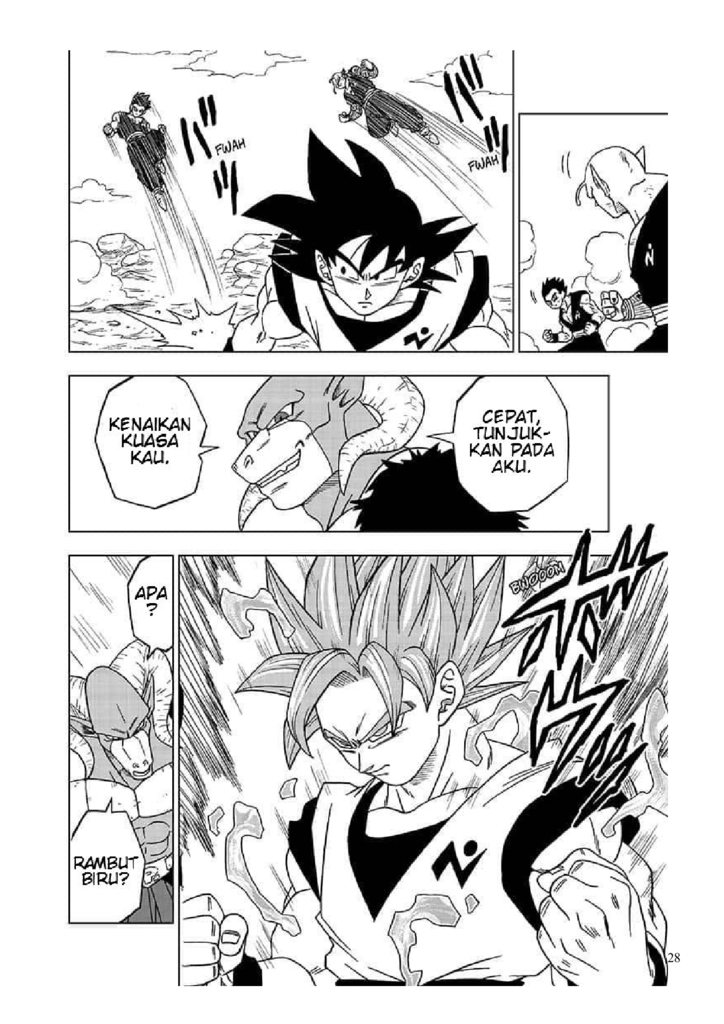 FWAH
FWAH
CEPAT,
TUNJUK-
KAN PADA
AKU.
KENAIKAN
KUASA
KAU.
BWOOOM
APA
?
RAMBUT
BIRU?
28